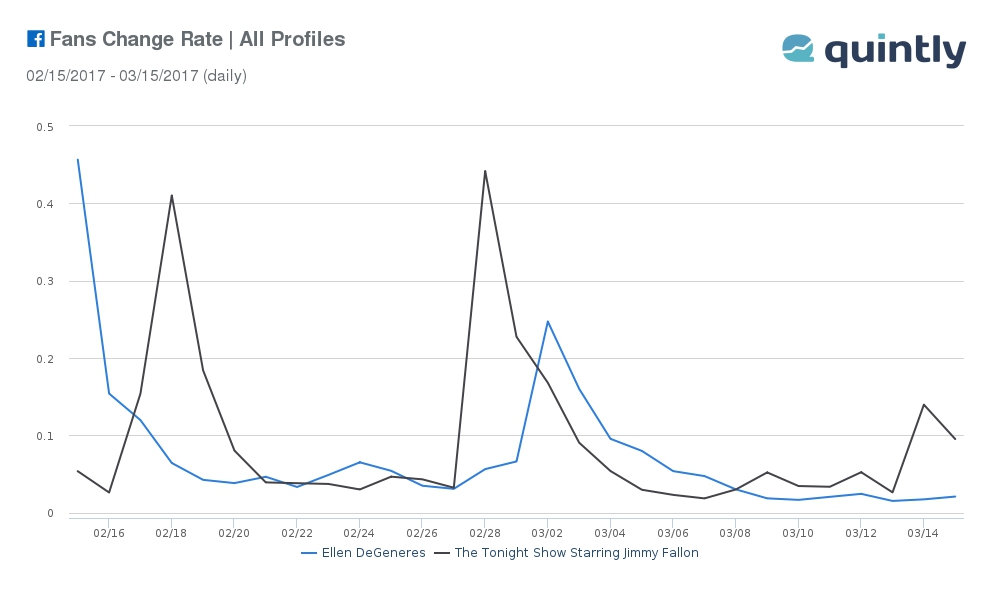 Fans Change Rate | All Profiles
quintly
02/15/2017 - 03/15/2017 (daily)
0.5
0.4
0.3
0.2
0.1
0
02/16 02/18 02/20 02/22 02/24 02/26 02/28 03/02 03/04 03/06 03/08 03/10 03/12 03/14
Ellen DeGeneres The Tonight Show Starring Jimmy Fallon